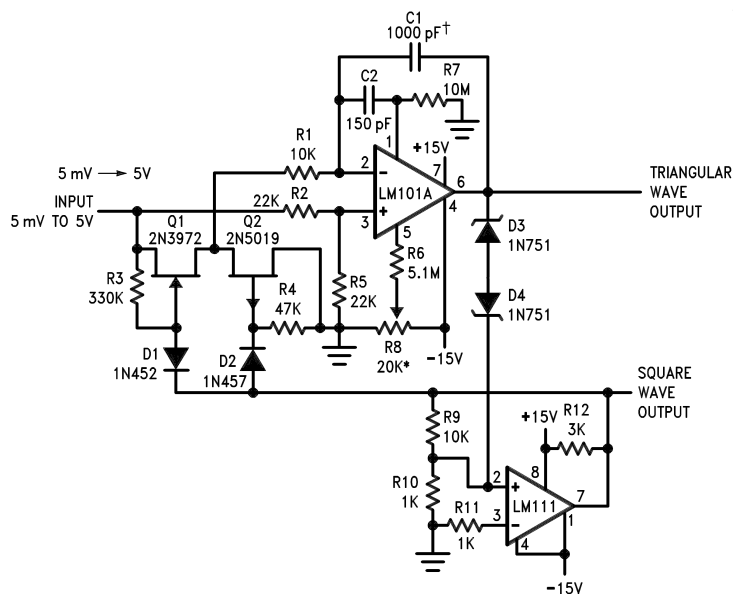 C1
1000 pF†
C2
150 pF
R7
10M
R1
10K
1
+15V
5 mV → 5V
2
−
7
LM101A
6
TRIANGULAR
WAVE
OUTPUT
INPUT
5 mV TO 5V
22K
R2
+
3
4
5
Q1
2N3972
Q2
2N5019
R6
5.1M
D3
1N751
R3
330K
R4
47K
R5
22K
D4
1N751
D1
1N452
D2
1N457
R8
20K*
−15V
SQUARE
WAVE
OUTPUT
R9
10K
+15V
R12
3K
R10
1K
8
2
+
LM111
7
R11
1K
3
−
1
4
−15V